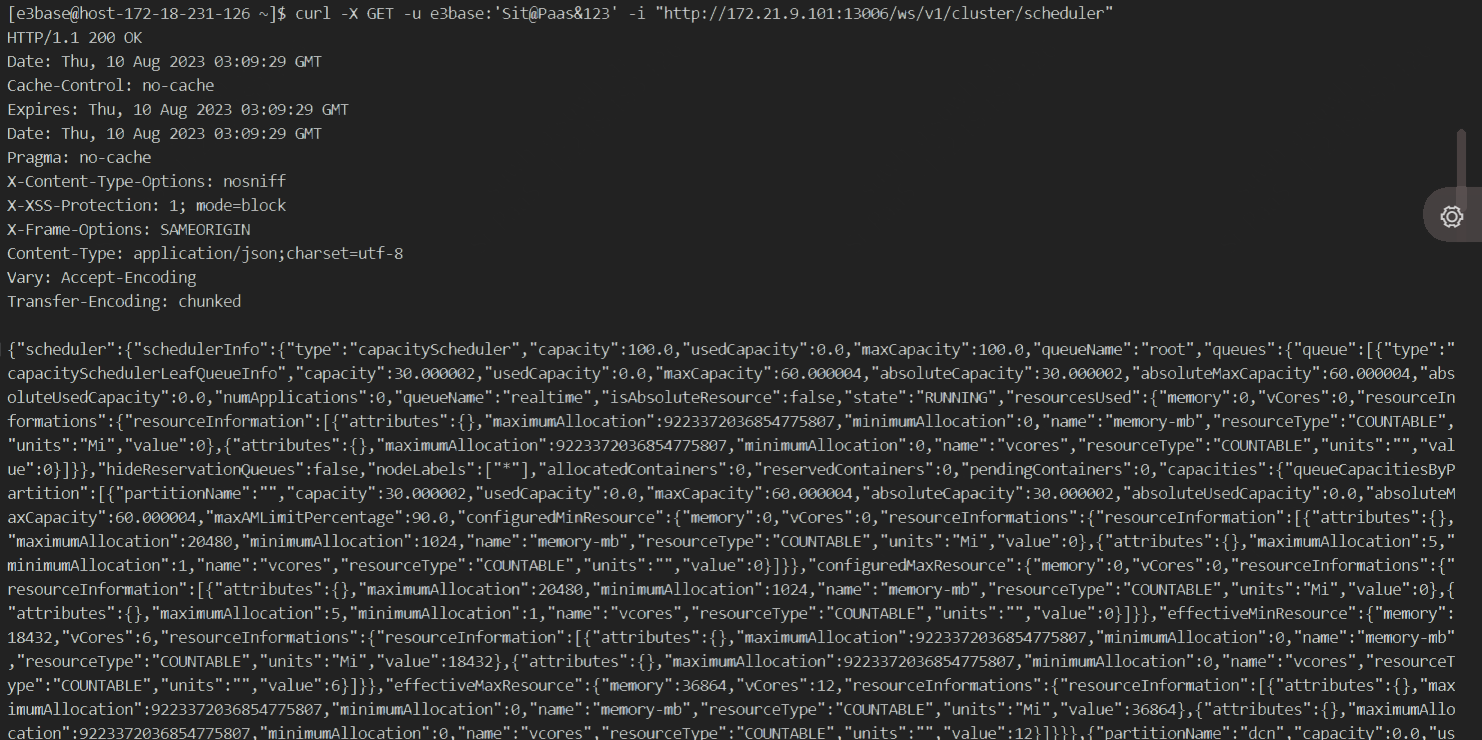 [e3base@host-172-18-231-126 ~]$ curl -X GET -u e3base:'Sit@Paas&123' -i "http://172.21.9.101:13006/ws/v1/cluster/scheduler"
HTTP/1.1 200 OK
Date: Thu, 10 Aug 2023 03:09:29 GMT
Cache-Control: no-cache
Expires: Thu, 10 Aug 2023 03:09:29 GMT
Date: Thu, 10 Aug 2023 03:09:29 GMT
Pragma: no-cache
X-Content-Type-Options: nosniff
X-XSS-Protection: 1; mode=block
X-Frame-Options: SAMEORIGIN
Content-Type: application/json;charset=utf-8
Vary: Accept-Encoding
Transfer-Encoding: chunked
{"scheduler":{"schedulerInfo":{"type":"capacityScheduler","capacity":100.0,"usedCapacity":0.0,"maxCapacity":100.0,"queueName":"root","queues":{"queue":[{"type":"
capacitySchedulerLeafQueueInfo","capacity":30.000002,"usedCapacity":0.0,"maxCapacity":60.000004,"absoluteCapacity":30.000002,"absoluteMaxCapacity":60.000004,"abs
oluteUsedCapacity":0.0,"numApplications":0,"queueName":"realtime","isAbsoluteResource":false,"state":"RUNNING","resourcesUsed":{"memory":0,"vCores":0,"resourceIn
formations":{"resourceInformation":[{"attributes":{},"maximumAllocation":9223372036854775807,"minimumAllocation":0,"name":"memory-mb","resourceType":"COUNTABLE",
"units":"Mi","value":0},{"attributes":{},"maximumAllocation":9223372036854775807,"minimumAllocation":0,"name":"vcores","resourceType":"COUNTABLE","units":"","val
ue":0}]}},"hideReservationQueues":false,"nodeLabels":["*"],"allocatedContainers":0,"reservedContainers":0,"pendingContainers":0,"capacities":{"queueCapacitiesByP
artition":[{"partitionName":"","capacity":30.000002,"usedCapacity":0.0,"maxCapacity":60.000004,"absoluteCapacity":30.000002,"absoluteUsedCapacity":0.0,"absoluteM
axCapacity":60.000004,"maxAMLimitPercentage":90.0,"configuredMinResource":{"memory":0,"vCores":0,"resourceInformations":{"resourceInformation":[{"attributes":{},
"maximumAllocation":20480,"minimumAllocation":1024,"name":"memory-mb","resourceType":"COUNTABLE","units":"Mi","value":0},{"attributes":{},"maximumAllocation":5,"
minimumAllocation":1,"name":"vcores","resourceType":"COUNTABLE","units":"","value":0}]}},"configuredMaxResource":{"memory":0,"vCores":0,"resourceInformations":{"
resourceInformation":[{"attributes":{},"maximumAllocation":20480,"minimumAllocation":1024,"name":"memory-mb","resourceType":"COUNTABLE","units":"Mi","value":0},{
"attributes":{},"maximumAllocation":5,"minimumAllocation":1,"name":"vcores","resourceType":"COUNTABLE","units":"","value":0}]}},"effectiveMinResource":{"memory":
18432,"vCores":6,"resourceInformations":{"resourceInformation":[{"attributes":{},"maximumAllocation":9223372036854775807,"minimumAllocation":0,"name":"memory-mb"
,"resourceType":"COUNTABLE","units":"Mi","value":18432},{"attributes":{},"maximumAllocation":9223372036854775807,"minimumAllocation":0,"name":"vcores","resourceT
ype":"COUNTABLE","units":"","value":6}]}},"effectiveMaxResource":{"memory":36864,"vCores":12,"resourceInformations":{"resourceInformation":[{"attributes":{},"max
imumAllocation":9223372036854775807,"minimumAllocation":0,"name":"memory-mb","resourceType":"COUNTABLE","units":"Mi","value":36864},{"attributes":{},"maximumAllo
cation":9223372036854775807,"minimumAllocation":0,"name":"vcores","resourceType":"COUNTABLE","units":"","value":12}]}}},{"partitionName":"dcn","capacity":0.0,"us